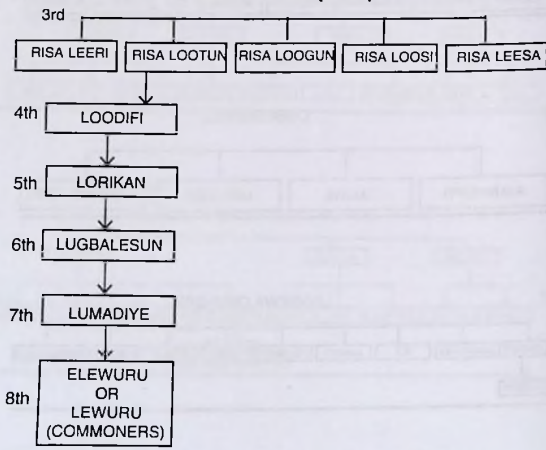 3rd
RISA LEERI
RISA LOOTUN
RISA LOOGUN
RISA LOOSI
RISA LEESA
4th
LOODIFI
5th
LORIKAN
6th
LUGBALESUN
7th
LUMADIYE
8th
ELEWURU
OR
LEWURU
(COMMONERS)